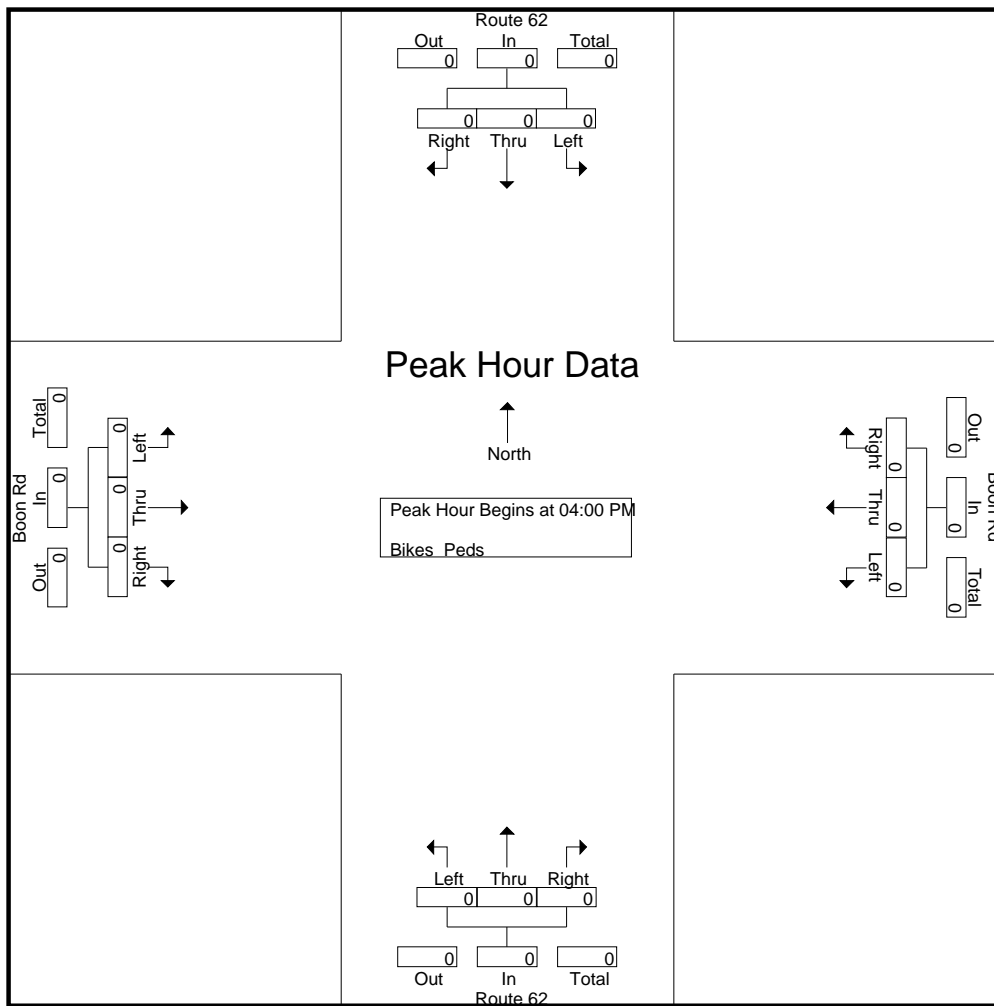 Route 62
Out In Total
0 0 0
0 0 0
Right Thru Left
Peak Hour Data
North
Peak Hour Begins at 04:00 PM
Bikes Peds
Boon Rd
Total In Out
0 0 0
0 0 0
Left Thru Right
Boon Rd
Out In Total
0 0 0
0 0 0
Right Thru Left
Left Thru Right
0 0 0
0 0 0
Out In Total
Route 62